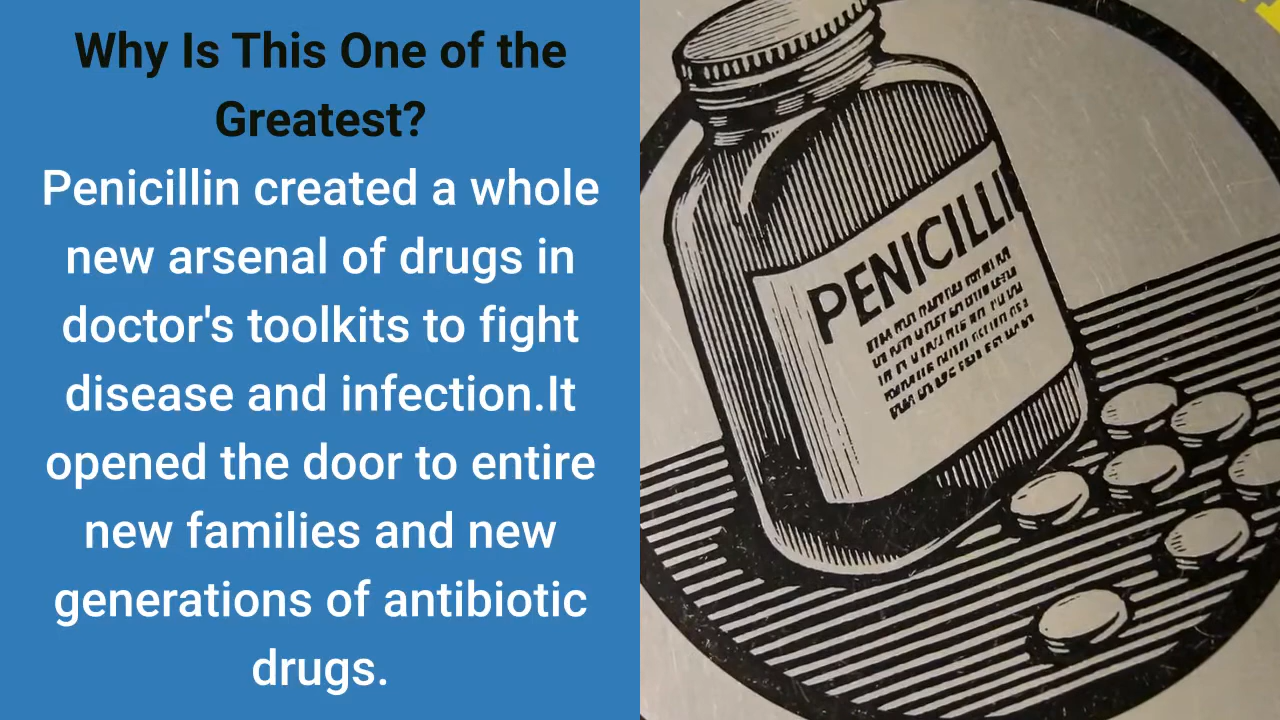 Why Is This One of the
Greatest?
Penicillin created a whole
new arsenal of drugs in
doctor's toolkits to fight
disease and infection.It
opened the door to entire
new families and new
generations of antibiotic
drugs.
PENICILLI